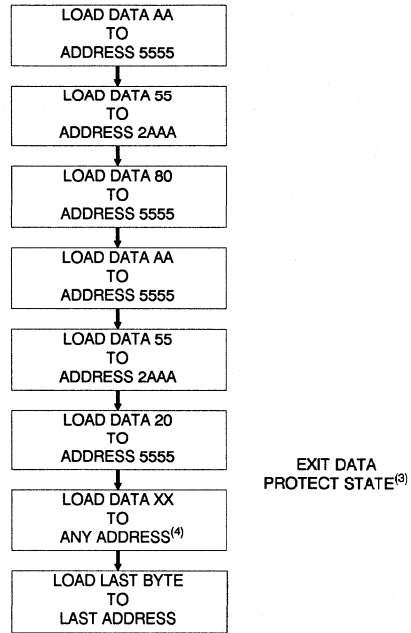 LOAD DATA AA
TO
ADDRESS 5555
LOAD DATA 55
TO
ADDRESS 2AAA
LOAD DATA 80
TO
ADDRESS 5555
LOAD DATA AA
TO
ADDRESS 5555
LOAD DATA 55
TO
ADDRESS 2AAA
LOAD DATA 20
TO
ADDRESS 5555
EXIT DATA
PROTECT STATE(3)
LOAD DATA XX
TO
ANY ADDRESS(4)
LOAD LAST BYTE
TO
LAST ADDRESS